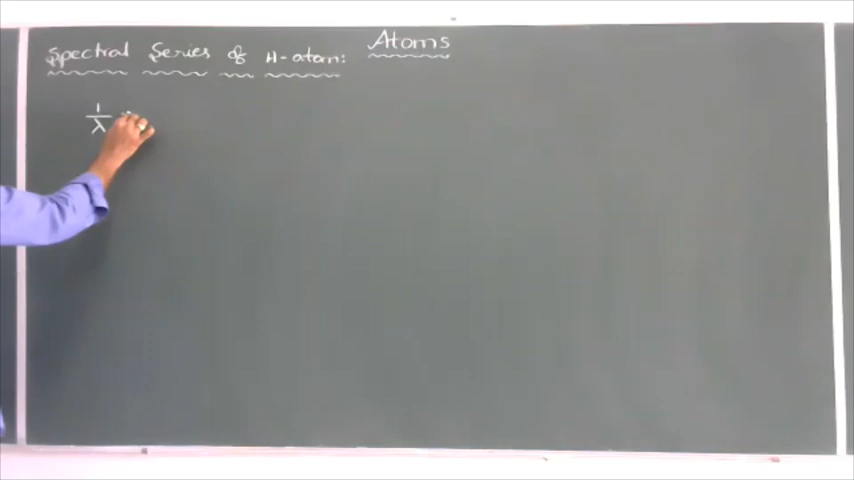 Atoms
Spectral Series of H-atom:
1/λ =